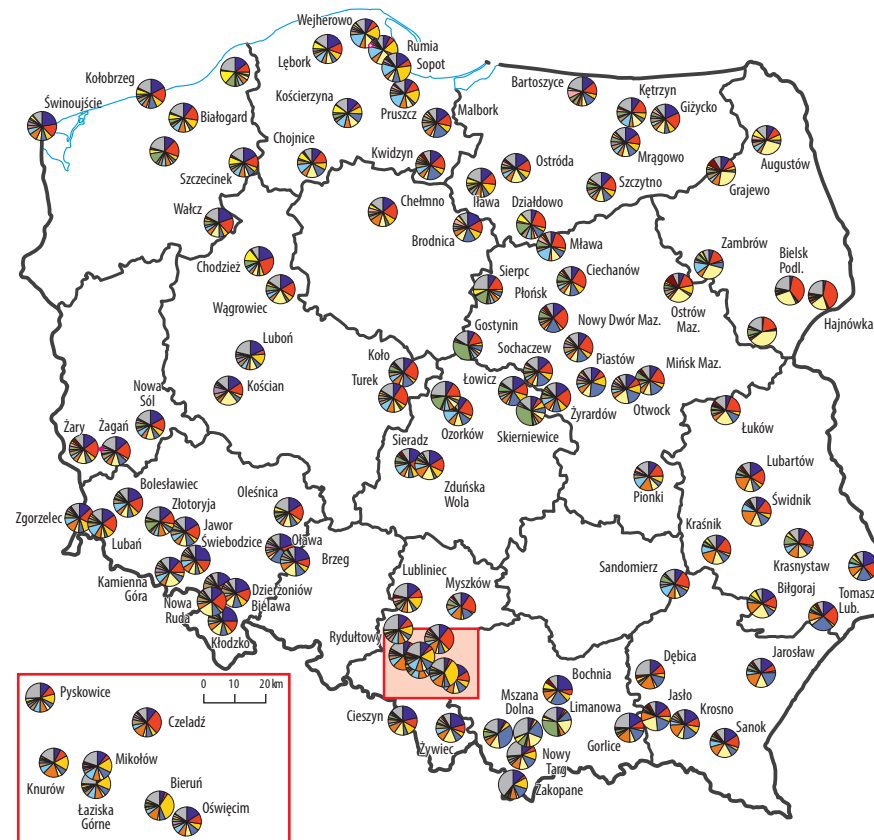 Wejherowo
Rumia
Sopot
Lębork
Kołobrzeg
Świnoujście
Białogard
Kościerzyna
Pruszcz
Malbork
Bartoszyce
Kętrzyn
Giżycko
Mrągowo
Augustów
Grajewo
Chojnice
Kwidzyn
Ostróda
Szczecinek
Iława
Szczytno
Działdowo
Wałcz
Chełmno
Brodnica
Mława
Zambrów
Bielsk
Podl.
Chodzież
Sierpc
Ciechanów
Płońsk
Wągrowiec
Ostrów
Maz.
Hajnówka
Gostynin
Nowy Dwór Maz.
Luboń
Sochaczew
Koło
Piastów
Mińsk Maz.
Turek
Łowicz
Kościan
Nowa
Sól
Żyrardów
Otwock
Łuków
Żary
Żagań
Ozorków
Skierniewice
Sieradz
Zduńska
Wola
Lubartów
Pionki
Świdnik
Bolesławiec
Złotoryja
Oleśnica
Zgorzelec
Lubań
Jawor
Świebodzice
Oława
Brzeg
Kraśnik
Krasnystaw
Kamienna
Góra
Dzierżoniów
Bielawa
Nowa
Ruda
Kłodzko
Lubliniec
Myszków
Sandomierz
Biłgoraj
Tomasz
Lub.
Rydułtowy
Dębica
Jarosław
Bochnia
Mszana
Dolna
Limanowa
Jasło
Krosno
Cieszyn
Żywiec
Gorlice
Sanok
Nowy
Targ
Zakopane
Pyskowice
0 10 20 km
Czeladź
Knurów
Mikołów
Łaziska
Górne
Bieruń
Oświęcim